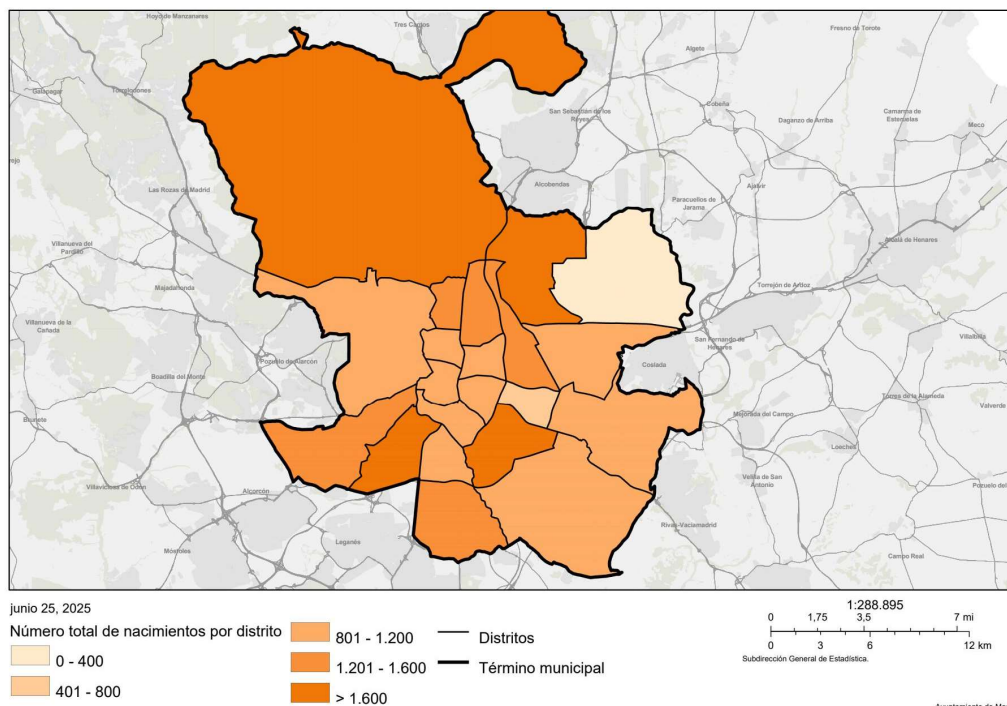 Hoyo de Manzanares
Tres Cantos
Fresno de Torote
Algete
Galapagar
Torrelodones
San Sebastián de los
Reyes
Cobeña
Daganzo de Arriba
Camarma de
Esteruelas
Meco
Las Rozas de Madrid
Alcobendas
Ajalvir
Paracuellos de
Jarama
Alcalá de Henares
Villanueva del
Pardillo
Majadahonda
Torrejón de Ardoz
Villanueva de la
Cañada
Pozuelo de Alarcón
San Fernando de
Henares
Villalbilla
Coslada
Boadilla del Monte
Torres de la Alameda
Valverde
Brunete
Mejorada del Campo
Loeches
Villaviciosa de Odón
Alcorcón
Velilla de San
Antonio
Pozuelo del
Rivas-Vaciamadrid
Leganés
Móstoles
Campo Real
junio 25, 2025
Número total de nacimientos por distrito
0 - 400
401 - 800
801 - 1.200
1.201 - 1.600
> 1.600
Distritos
Término municipal
1:288.895
0 1,75 3,5 7 mi
0 3 6 12 km
Subdirección General de Estadística.